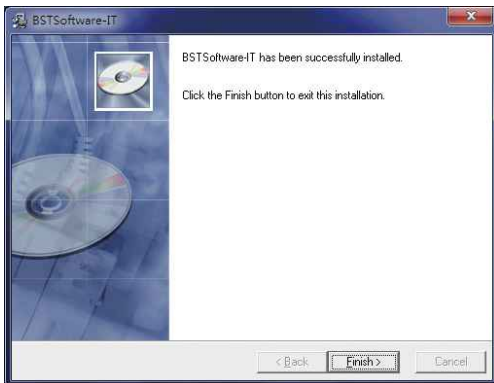 BSTSoftware-IT
BSTSoftware-IT has been successfully installed.
Click the Finish button to exit this installation.
< Back
Finish >
Cancel